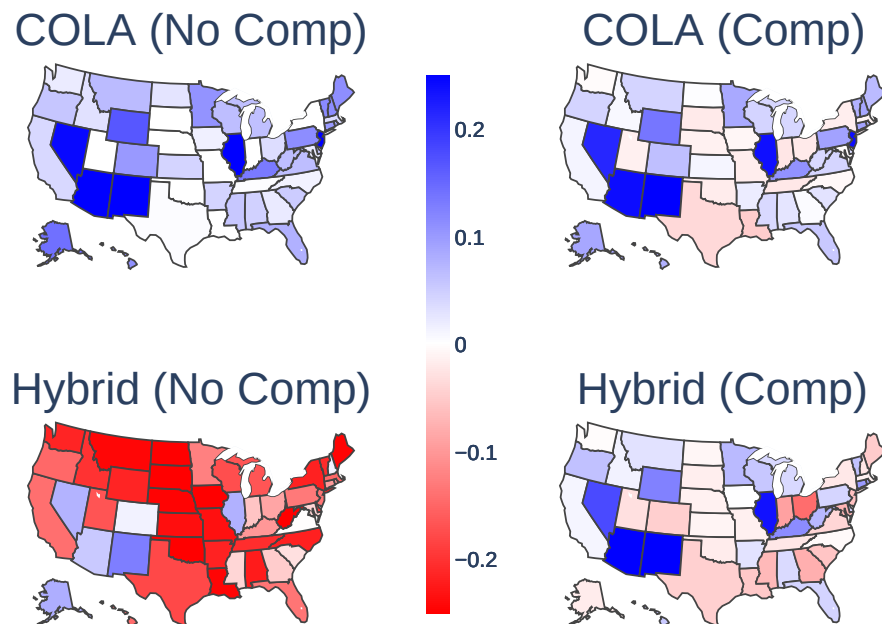 COLA (No Comp)
COLA (Comp)
0.2
0.1
0
−0.1
−0.2
Hybrid (No Comp)
Hybrid (Comp)